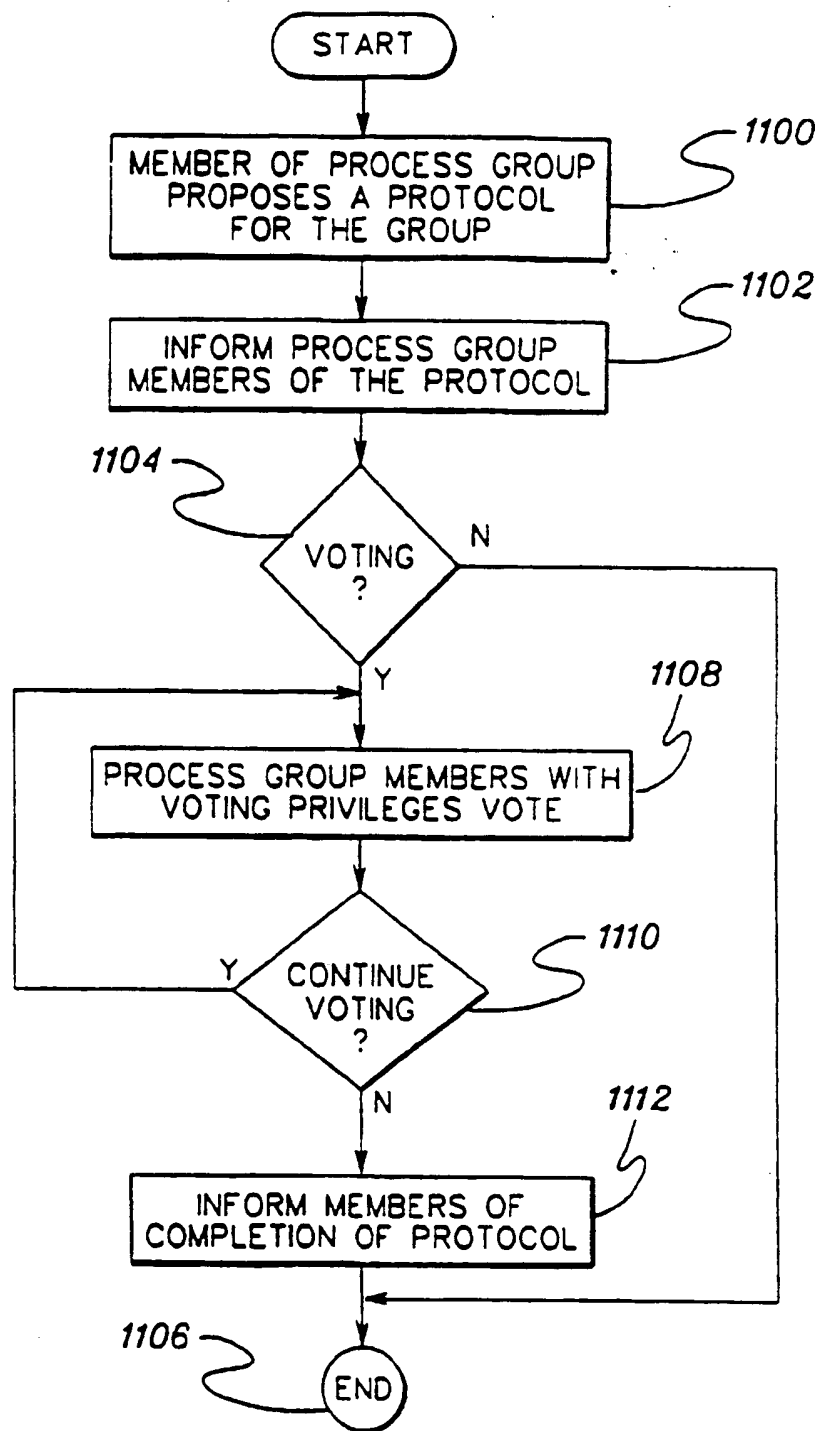 START
1100
MEMBER OF PROCESS GROUP
PROPOSES A PROTOCOL
FOR THE GROUP
1102
INFORM PROCESS GROUP
MEMBERS OF THE PROTOCOL
1104
VOTING
?
N
Y
1108
PROCESS GROUP MEMBERS WITH
VOTING PRIVILEGES VOTE
1110
Y
CONTINUE
VOTING
?
N
1112
INFORM MEMBERS OF
COMPLETION OF PROTOCOL
1106
END